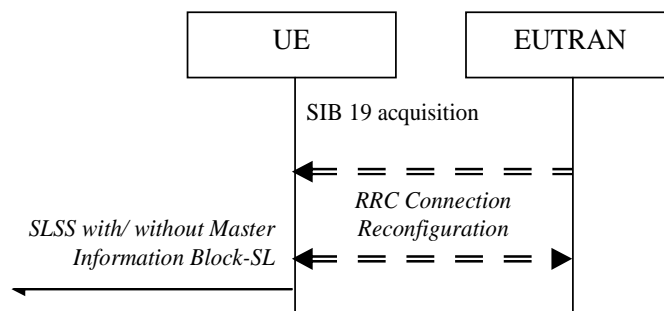 UE
EUTRAN
SIB 19 acquisition
RRC Connection
Reconfiguration
SLSS with/ without Master
Information Block-SL